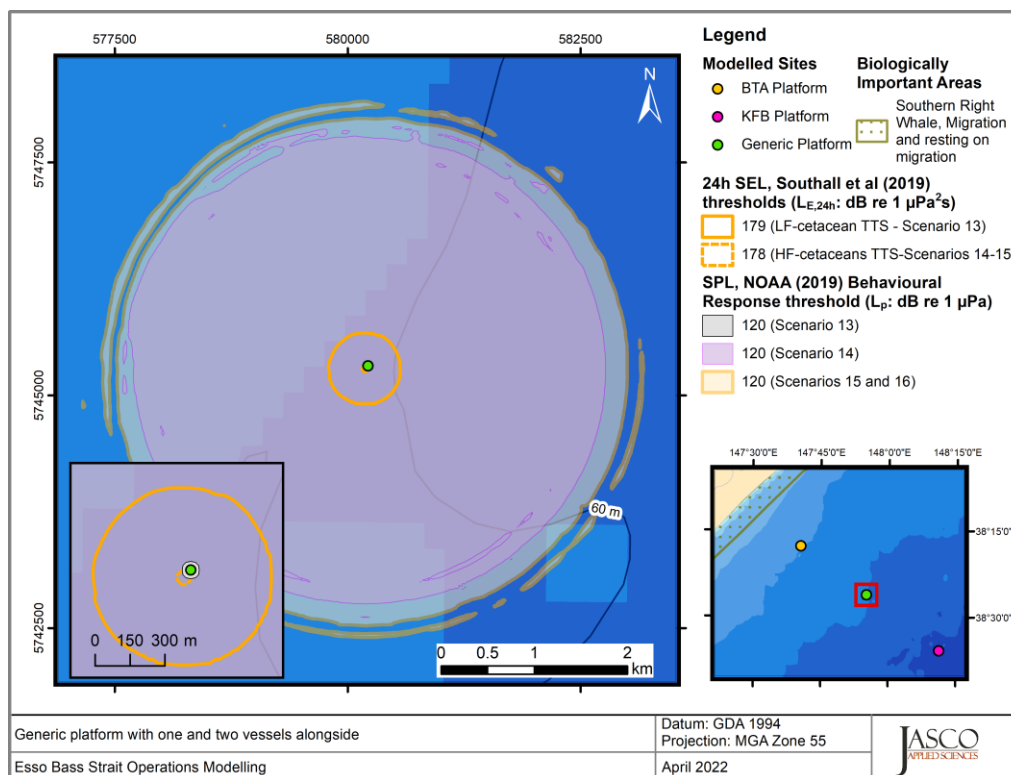 577500
580000
582500
5747500
5745000
5742500
N
60 m
0 150 300 m
0 0.5 1 2
km
Legend
Modelled Sites
BTA Platform
KFB Platform
Generic Platform
Biologically
Important Areas
Southern Right
Whale, Migration
and resting on
migration
24h SEL, Southall et al (2019)
thresholds (LE,24h: dB re 1 µPa²s)
179 (LF-cetacean TTS - Scenario 13)
178 (HF-cetaceans TTS-Scenarios 14-15
SPL, NOAA (2019) Behavioural
Response threshold (Lp: dB re 1 µPa)
120 (Scenario 13)
120 (Scenario 14)
120 (Scenarios 15 and 16)
147°30'0"E 147°45'0"E 148°0'0"E 148°15'0"E
38°15'0"
38°30'0"
Generic platform with one and two vessels alongside
Esso Bass Strait Operations Modelling
Datum: GDA 1994
Projection: MGA Zone 55
April 2022
JASCO
APPLIED SCIENCES